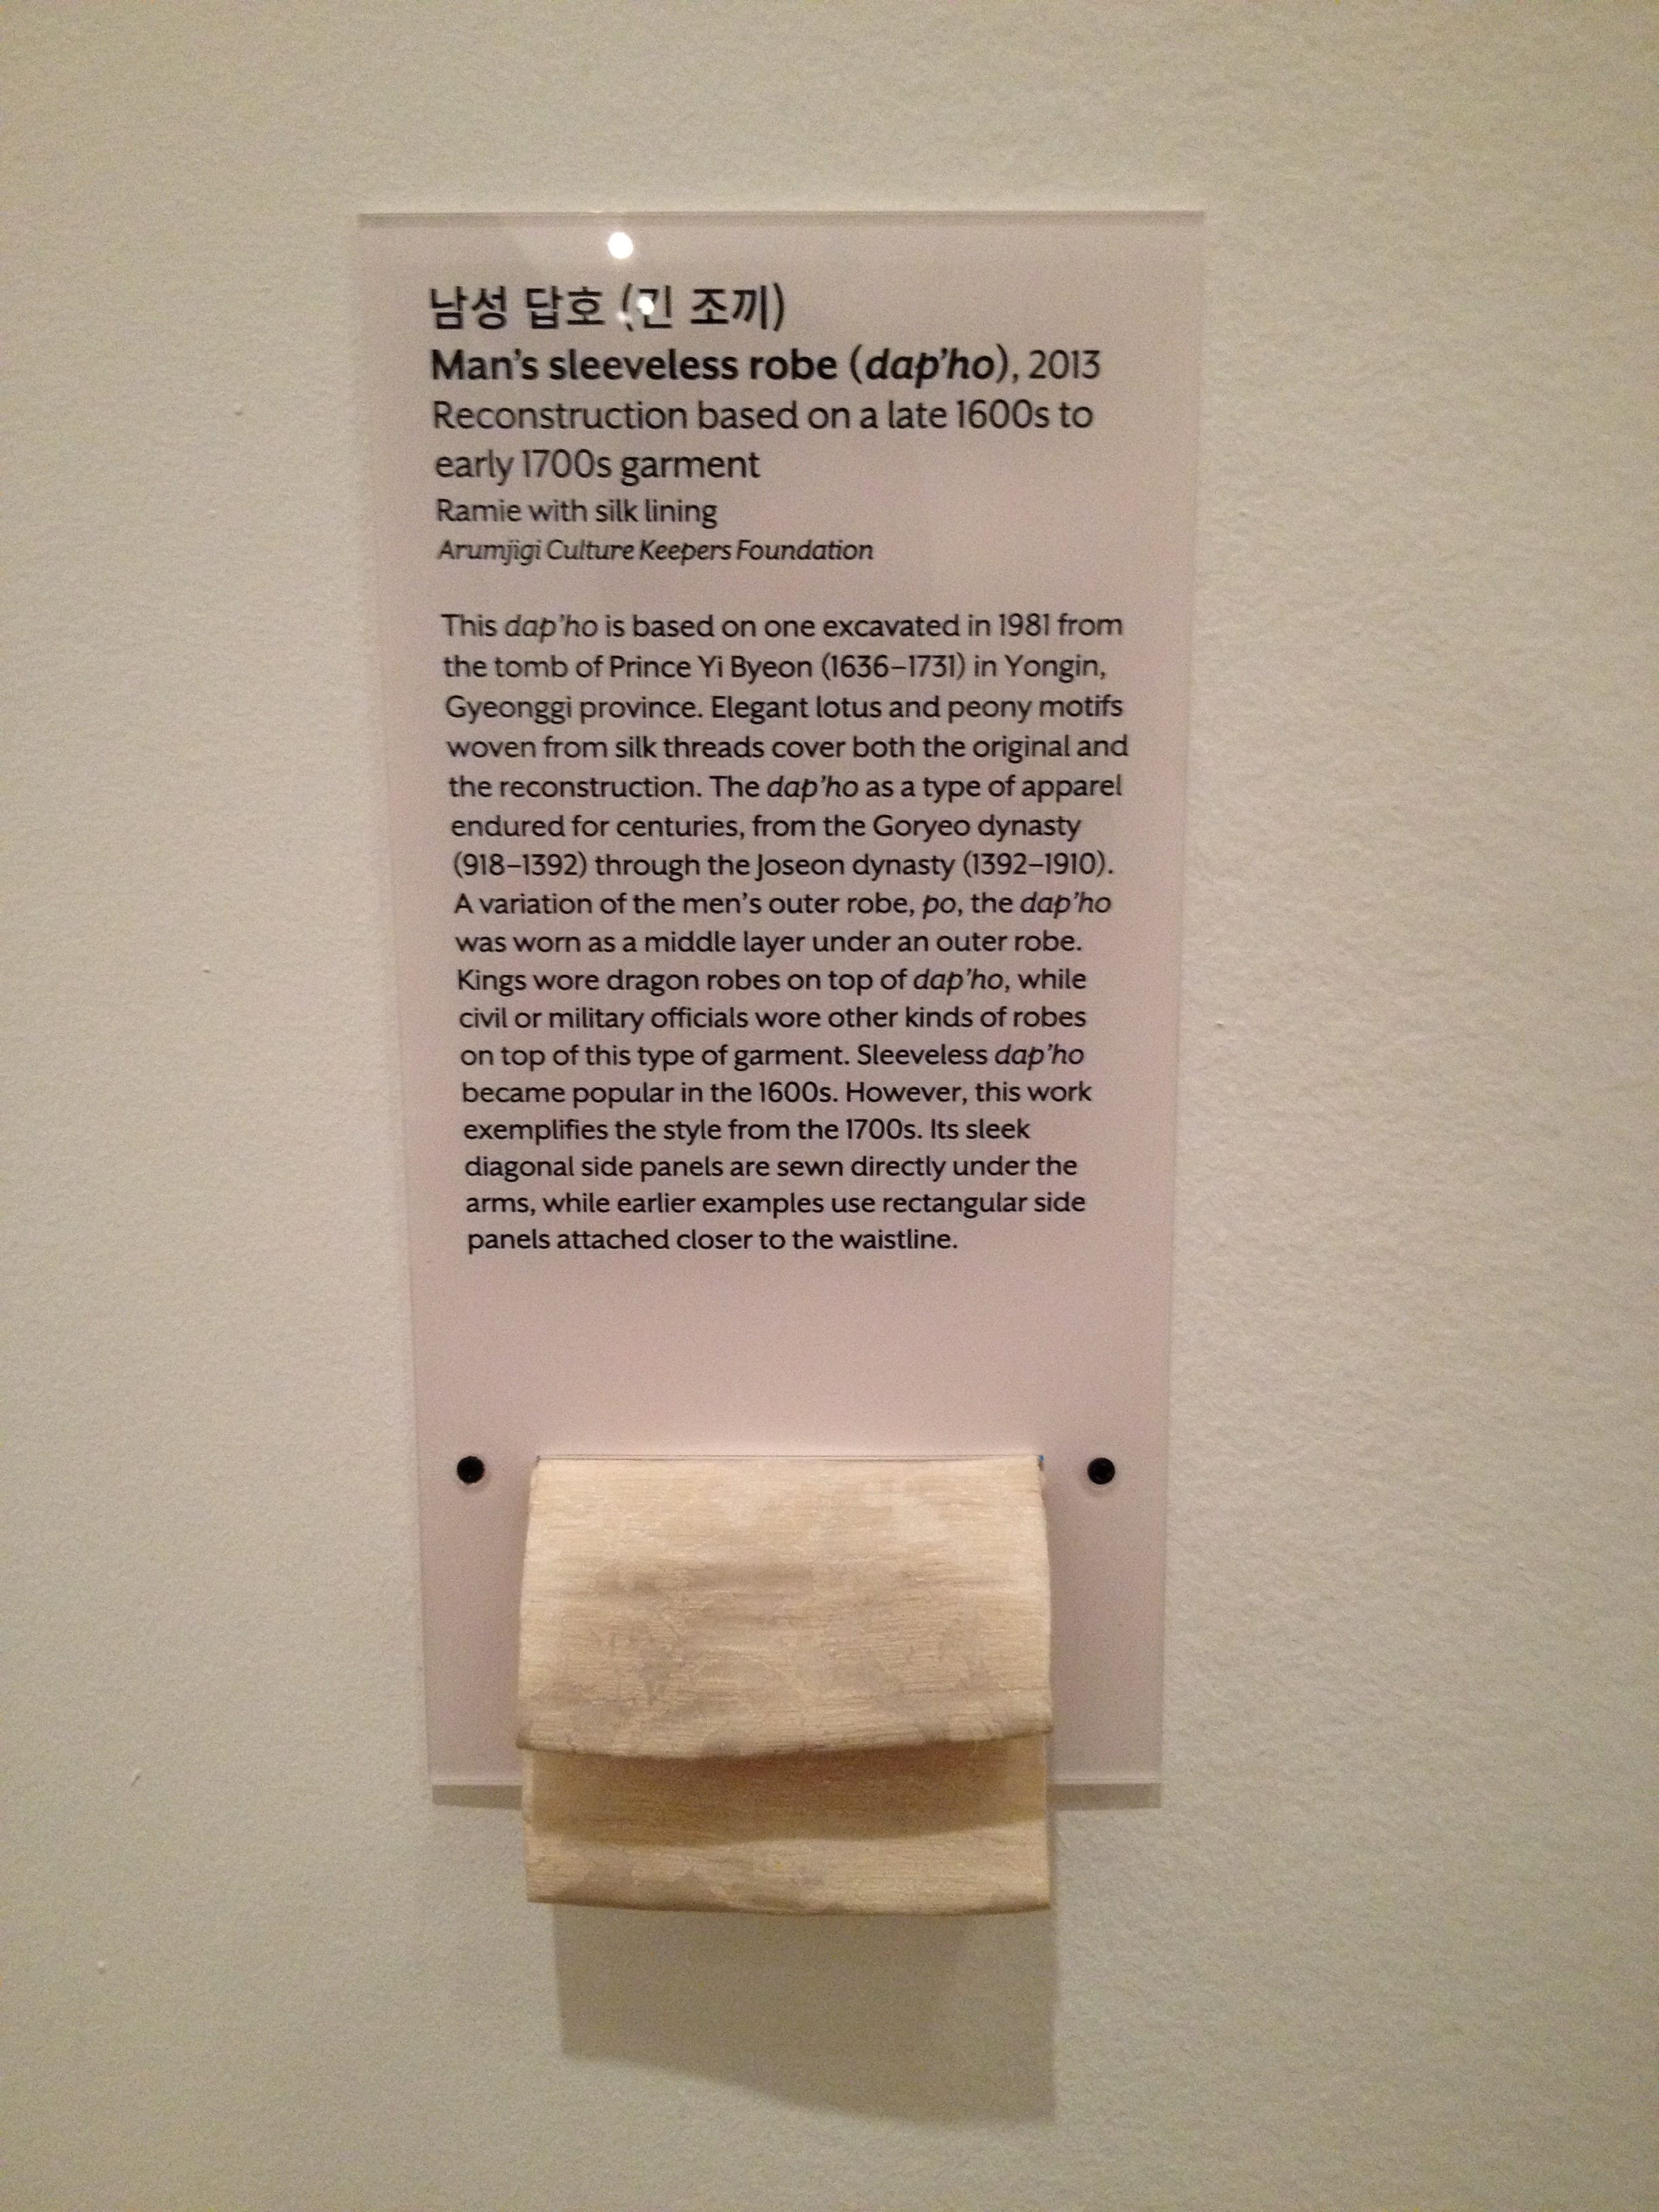 남성 답호 (긴 조끼)
Man's sleeveless robe (dap'ho), 2013
Reconstruction based on a late 1600s to
early 1700s garment
Ramie with silk lining
Arumjigi Culture Keepers Foundation
This dap'ho is based on one excavated in 1981 from
the tomb of Prince Yi Byeon (1636–1731) in Yongin,
Gyeonggi province. Elegant lotus and peony motifs
woven from silk threads cover both the original and
the reconstruction. The dap'ho as a type of apparel
endured for centuries, from the Goryeo dynasty
(918–1392) through the Joseon dynasty (1392–1910).
A variation of the men's outer robe, po, the dap'ho
was worn as a middle layer under an outer robe.
Kings wore dragon robes on top of dap'ho, while
civil or military officials wore other kinds of robes
on top of this type of garment. Sleeveless dap'ho
became popular in the 1600s. However, this work
exemplifies the style from the 1700s. Its sleek
diagonal side panels are sewn directly under the
arms, while earlier examples use rectangular side
panels attached closer to the waistline.